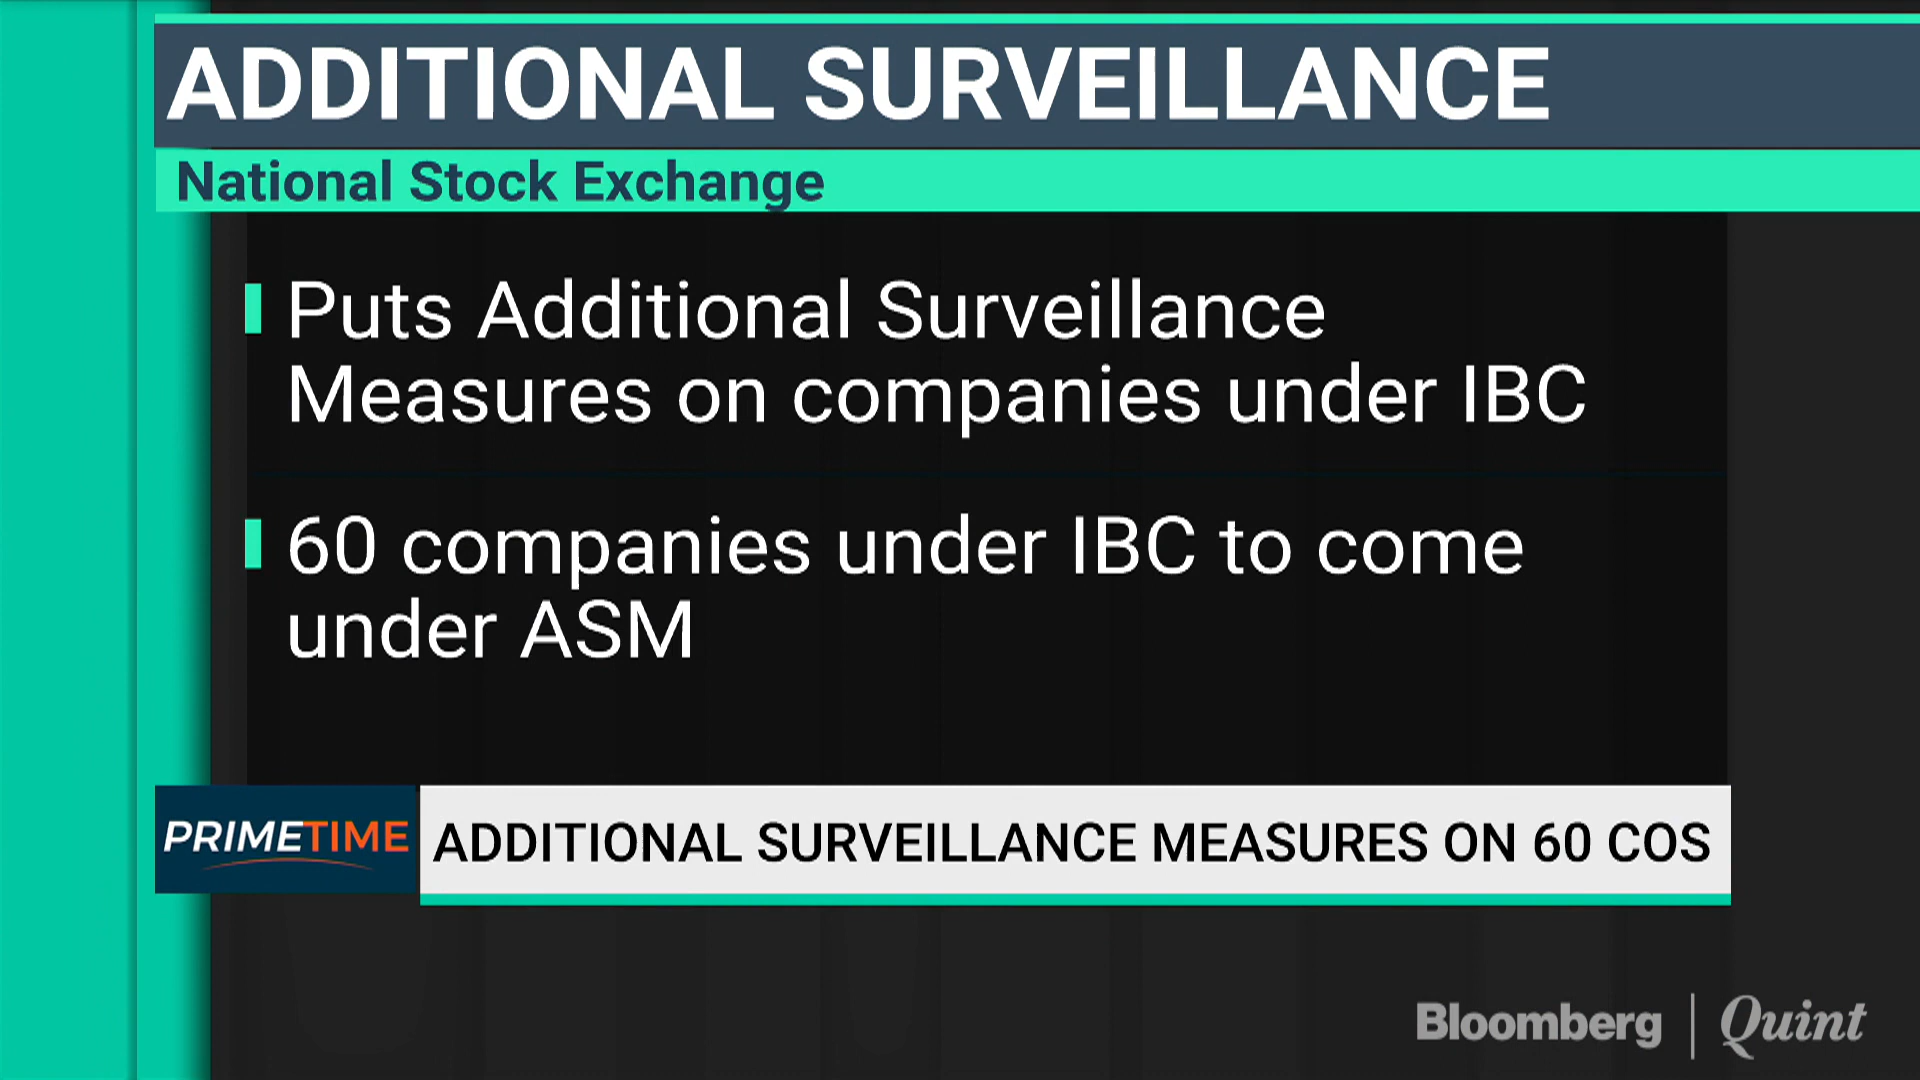 ADDITIONAL SURVEILLANCE
National Stock Exchange
Puts Additional Surveillance
Measures on companies under IBC
60 companies under IBC to come
under ASM
PRIMETIME
ADDITIONAL SURVEILLANCE MEASURES ON 60 COS
Bloomberg | Quint